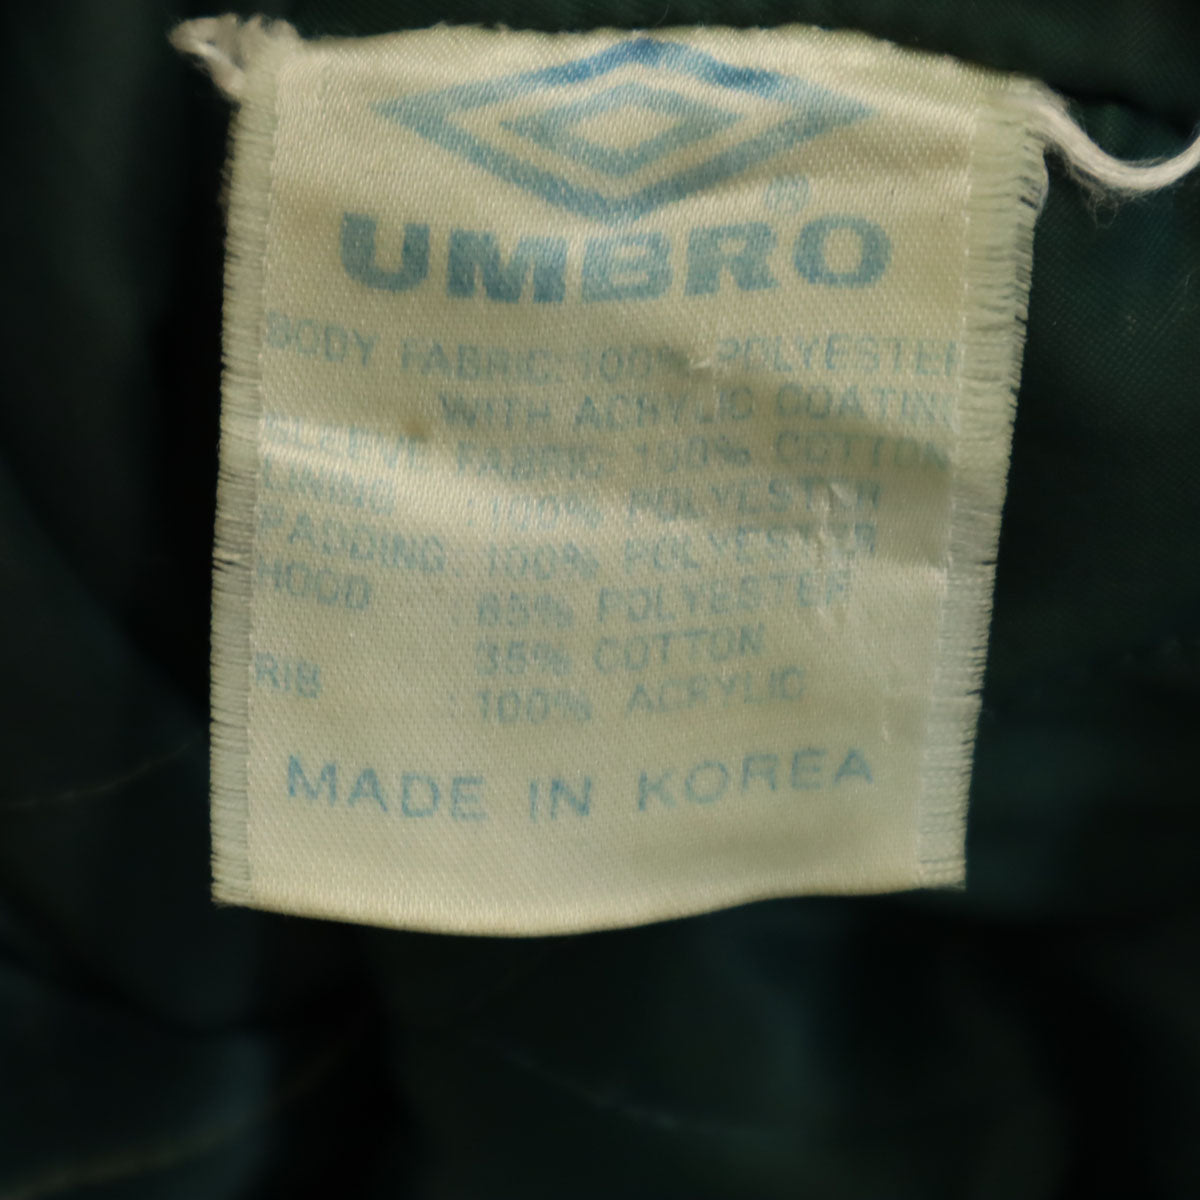 UMBRO®
BODY FABRIC: 100% POLYESTER
WITH ACRYLIC COATING
SLEEVE FABRIC: 100% COTTON
LINING :100% POLYESTER
PADDING :100% POLYESTER
HOOD :65% POLYESTER
35% COTTON
RIB :100% ACRYLIC
MADE IN KOREA